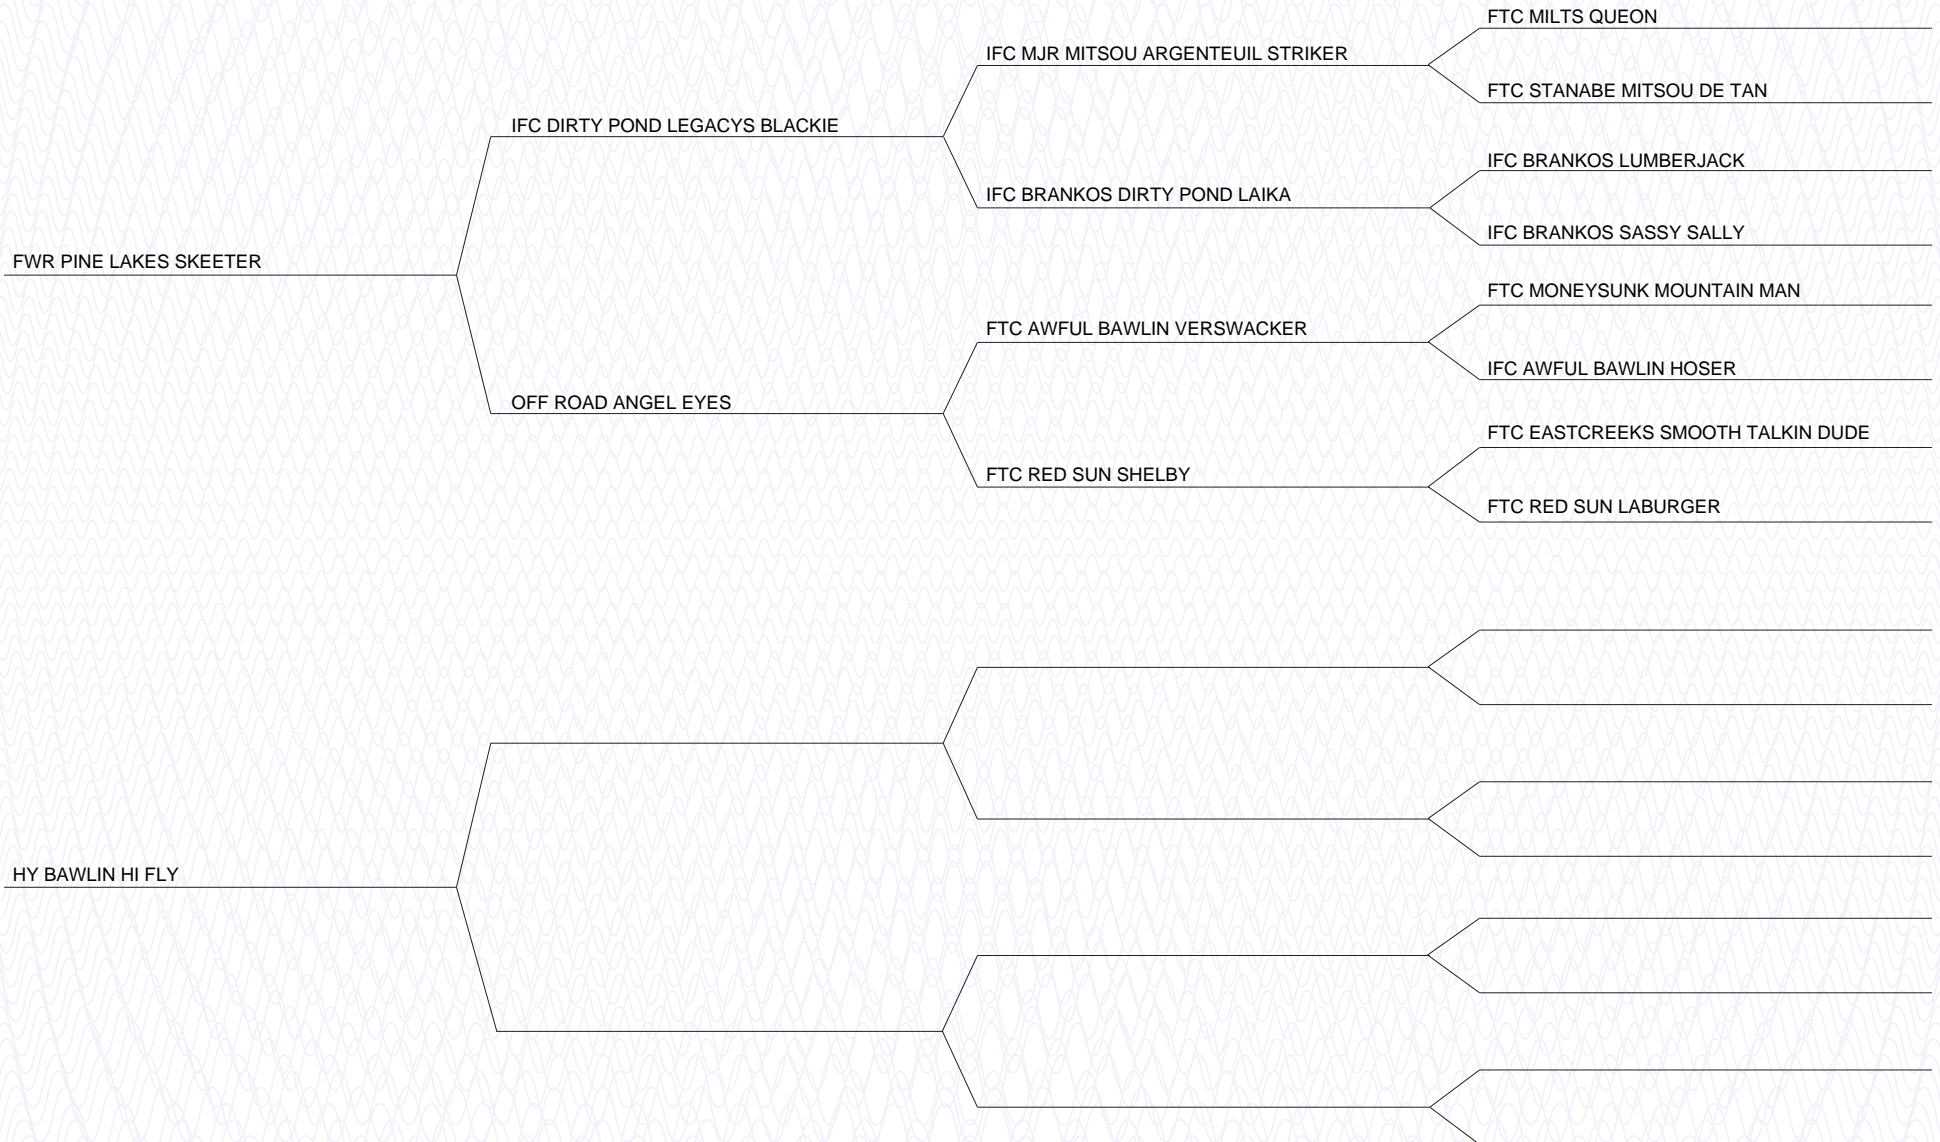 FTC MILTS QUEON
IFC MJR MITSOU ARGENTEUIL STRIKER
FTC STANABE MITSOU DE TAN
IFC DIRTY POND LEGACYS BLACKIE
IFC BRANKOS LUMBERJACK
IFC BRANKOS DIRTY POND LAIKA
IFC BRANKOS SASSY SALLY
FWR PINE LAKES SKEETER
FTC MONEYSUNK MOUNTAIN MAN
FTC AWFUL BAWLIN VERSWACKER
IFC AWFUL BAWLIN HOSER
OFF ROAD ANGEL EYES
FTC EASTCREEKS SMOOTH TALKIN DUDE
FTC RED SUN SHELBY
FTC RED SUN LABURGER
HY BAWLIN HI FLY